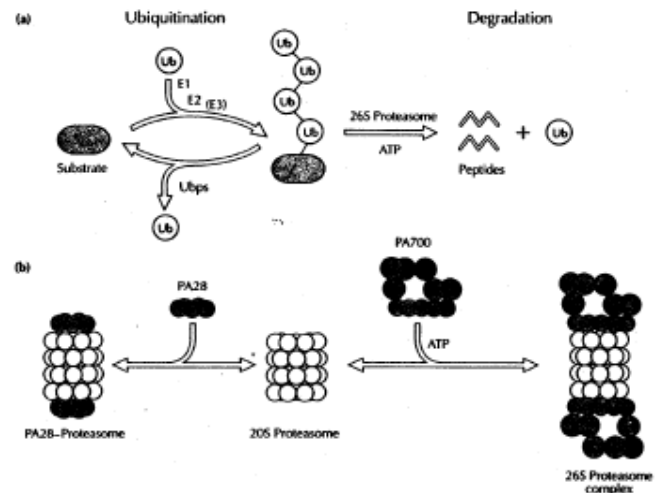 (a) Ubiquitination Degradation
Ub
Ub
E1
Ub
E2 (E3)
Ub
Ub
26S Proteasome
ATP
Ub
Substrate
Peptides
Ubps
Ub
PA700
(b)
PA28
ATP
PA28–Proteasome
20S Proteasome
26S Proteasome
complex